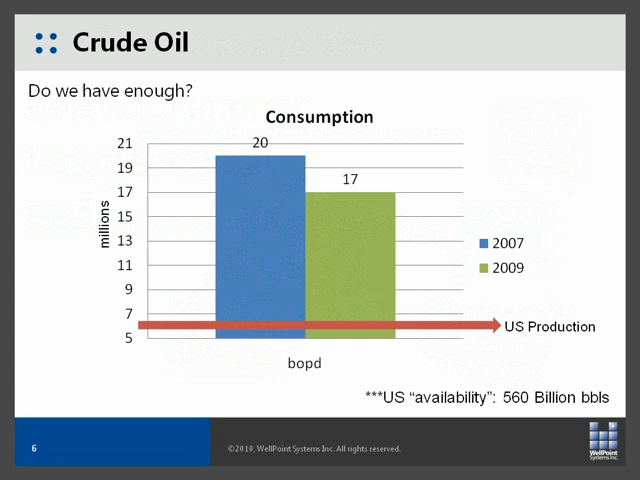 Crude Oil
Do we have enough?
Consumption
21
19
17
15
13
11
9
7
5
millions
20
17
2007
2009
US Production
bopd
***US “availability”: 560 Billion bbls
6
©2010, WellPoint Systems Inc. All rights reserved.
WellPoint
Systems Inc.